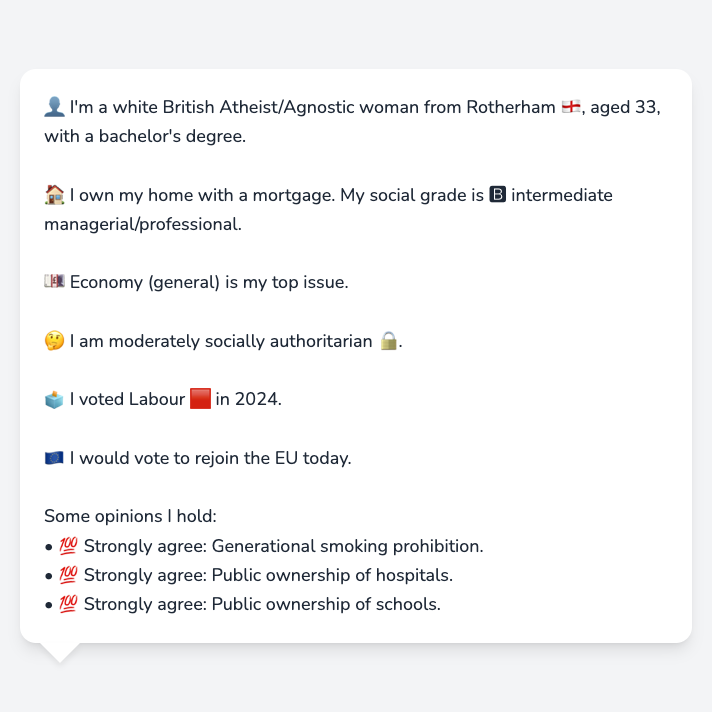 👤 I'm a white British Atheist/Agnostic woman from Rotherham 🏴󠁧󠁢󠁥󠁮󠁧󠁿, aged 33,
with a bachelor's degree.
🏠 I own my home with a mortgage. My social grade is 🅱 intermediate
managerial/professional.
💷 Economy (general) is my top issue.
🤔 I am moderately socially authoritarian 🔒.
🗳️ I voted Labour 🟥 in 2024.
🇪🇺 I would vote to rejoin the EU today.
Some opinions I hold:
• 💯 Strongly agree: Generational smoking prohibition.
• 💯 Strongly agree: Public ownership of hospitals.
• 💯 Strongly agree: Public ownership of schools.